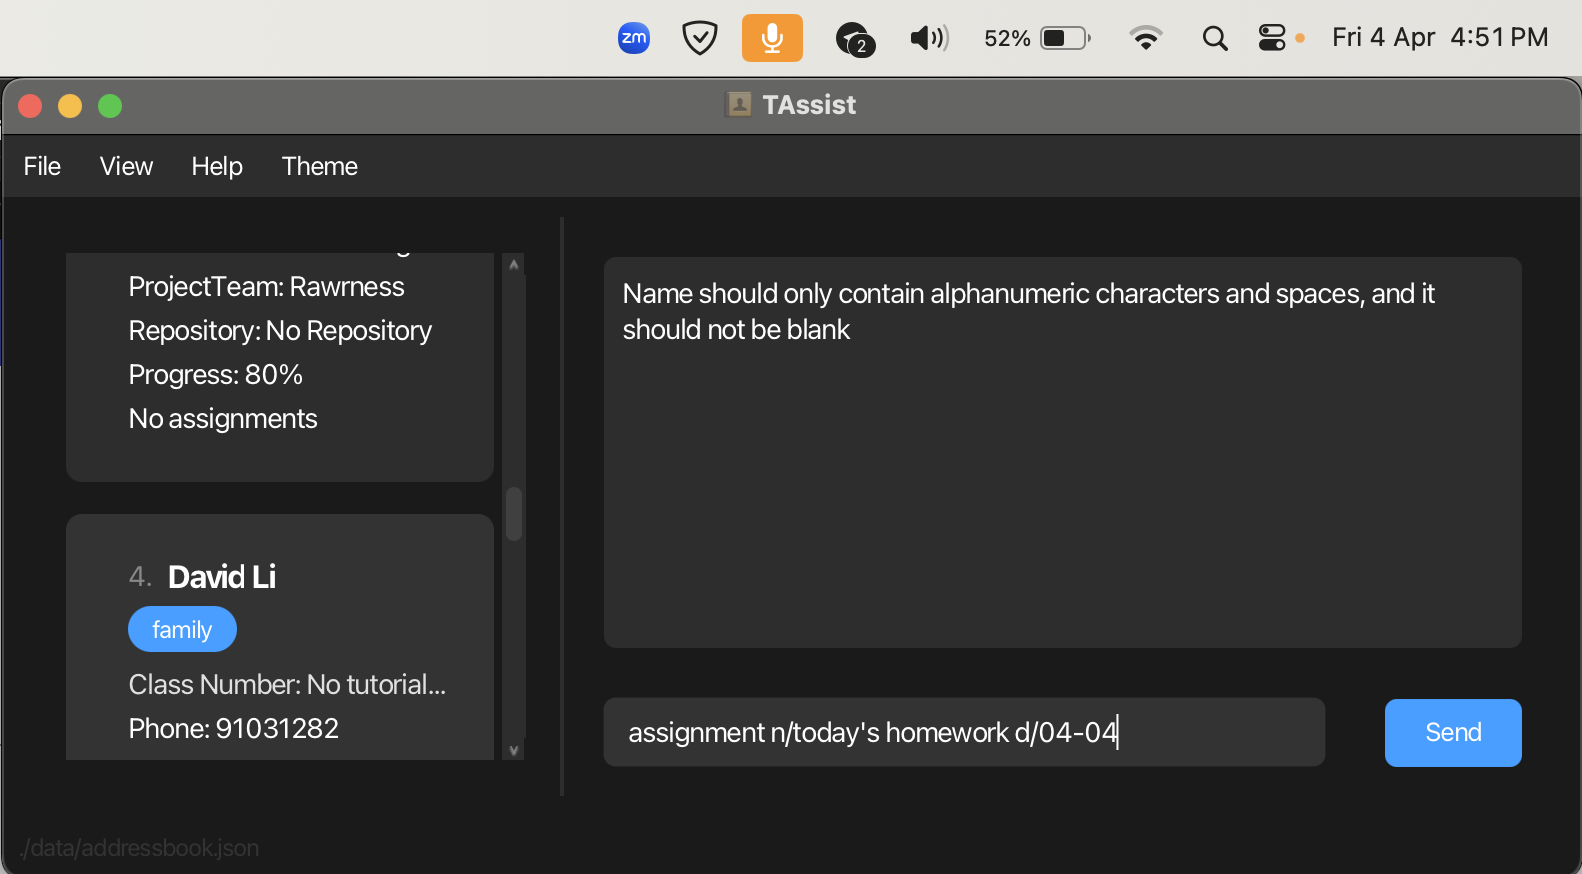 zm
2
52%
Fri 4 Apr 4:51 PM
TAssist
File View Help Theme
ProjectTeam: Rawrness
Repository: No Repository
Progress: 80%
No assignments
4. David Li
family
Class Number: No tutorial...
Phone: 91031282
Name should only contain alphanumeric characters and spaces, and it
should not be blank
assignment n/today's homework d/04-04
Send
./data/addressbook.json